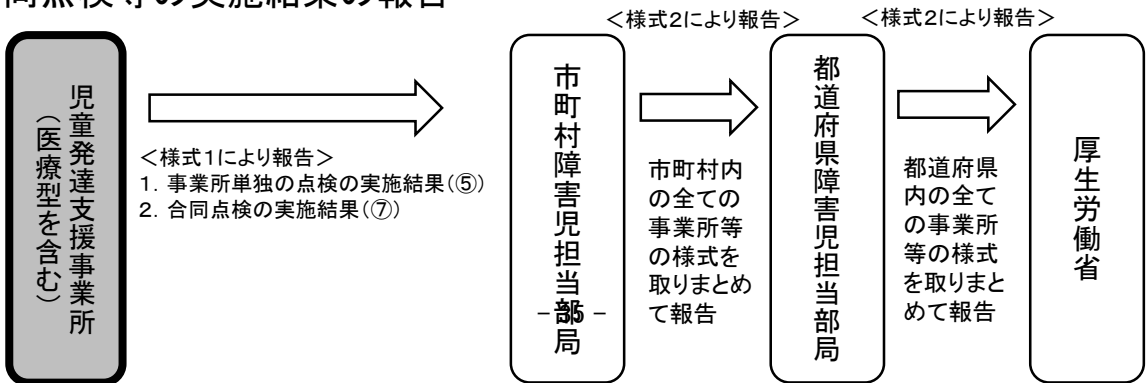 同点検等の実施結果の報告
<様式2により報告>
<様式2により報告>
児童発達支援事業所
(医療型を含む)
<様式1により報告>
1. 事業所単独の点検の実施結果(⑤)
2. 合同点検の実施結果(⑦)
市町村障害児担当部局
市町村内
の全ての
事業所等
の様式を
取りまとめ
て報告
都道府県障害児担当部局
都道府県
内の全て
の事業所
等の様式
を取りまと
めて報告
厚生労働省
- 35 -